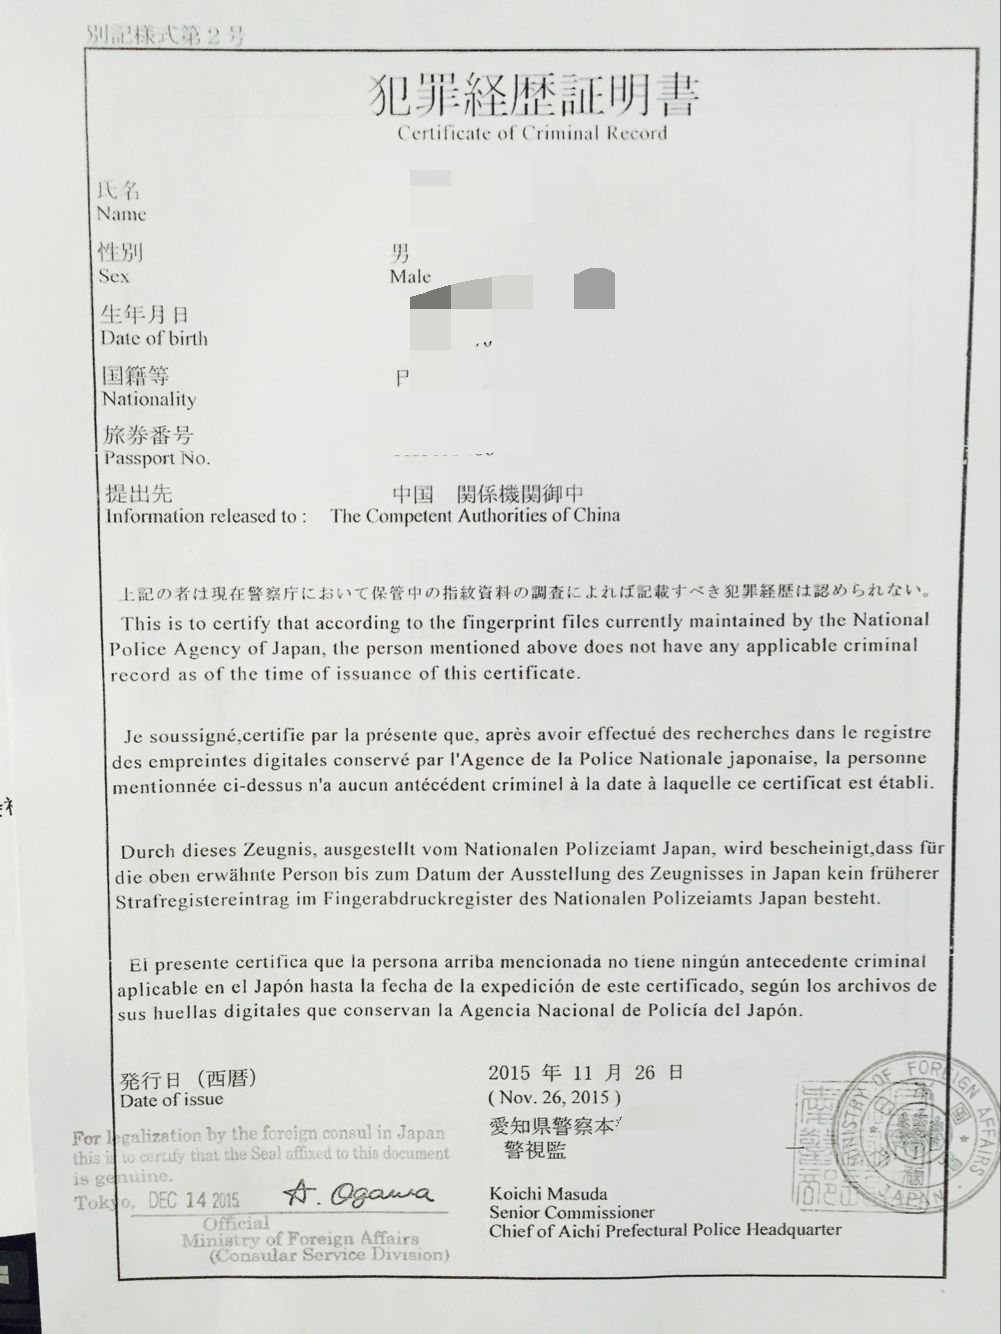 別記様式第2号
犯罪経歴証明書
Certificate of Criminal Record
氏名
Name
性別 男
Sex Male
生年月日
Date of birth
国籍等
Nationality
旅券番号
Passport No.
提出先 中国 関係機関御中
Information released to : The Competent Authorities of China
上記の者は現在警察庁において保管中の指紋資料の調査によれば記載すべき犯罪経歴は認められない。
This is to certify that according to the fingerprint files currently maintained by the National
Police Agency of Japan, the person mentioned above does not have any applicable criminal
record as of the time of issuance of this certificate.
Je soussigné,certifie par la présente que, après avoir effectué des recherches dans le registre
des empreintes digitales conservé par l'Agence de la Police Nationale japonaise, la personne
mentionnée ci-dessus n'a aucun antécédent criminel à la date à laquelle ce certificat est établi.
Durch dieses Zeugnis, ausgestellt vom Nationalen Polizeiamt Japan, wird bescheinigt,dass für
die oben erwähnte Person bis zum Datum der Ausstellung des Zeugnisses in Japan kein früherer
Strafregistereintrag im Fingerabdruckregister des Nationalen Polizeiamts Japan besteht.
El presente certifica que la persona arriba mencionada no tiene ningún antecedente criminal
aplicable en el Japón hasta la fecha de la expedición de este certificado, según los archivos de
sus huellas digitales que conservan la Agencia Nacional de Policía del Japón.
発行日（西暦） 2015 年 11 月 26 日
Date of issue ( Nov. 26, 2015 )
愛知県警察本
警視監
Koichi Masuda
Senior Commissioner
Chief of Aichi Prefectural Police Headquarter
For legalization by the foreign consul in Japan
this is to certify that the Seal affixed to this document
is genuine.
Tokyo, DEC 14 2015 A. Ogawa
Official
Ministry of Foreign Affairs
(Consular Service Division)
MINISTRY OF FOREIGN AFFAIRS
JAPAN